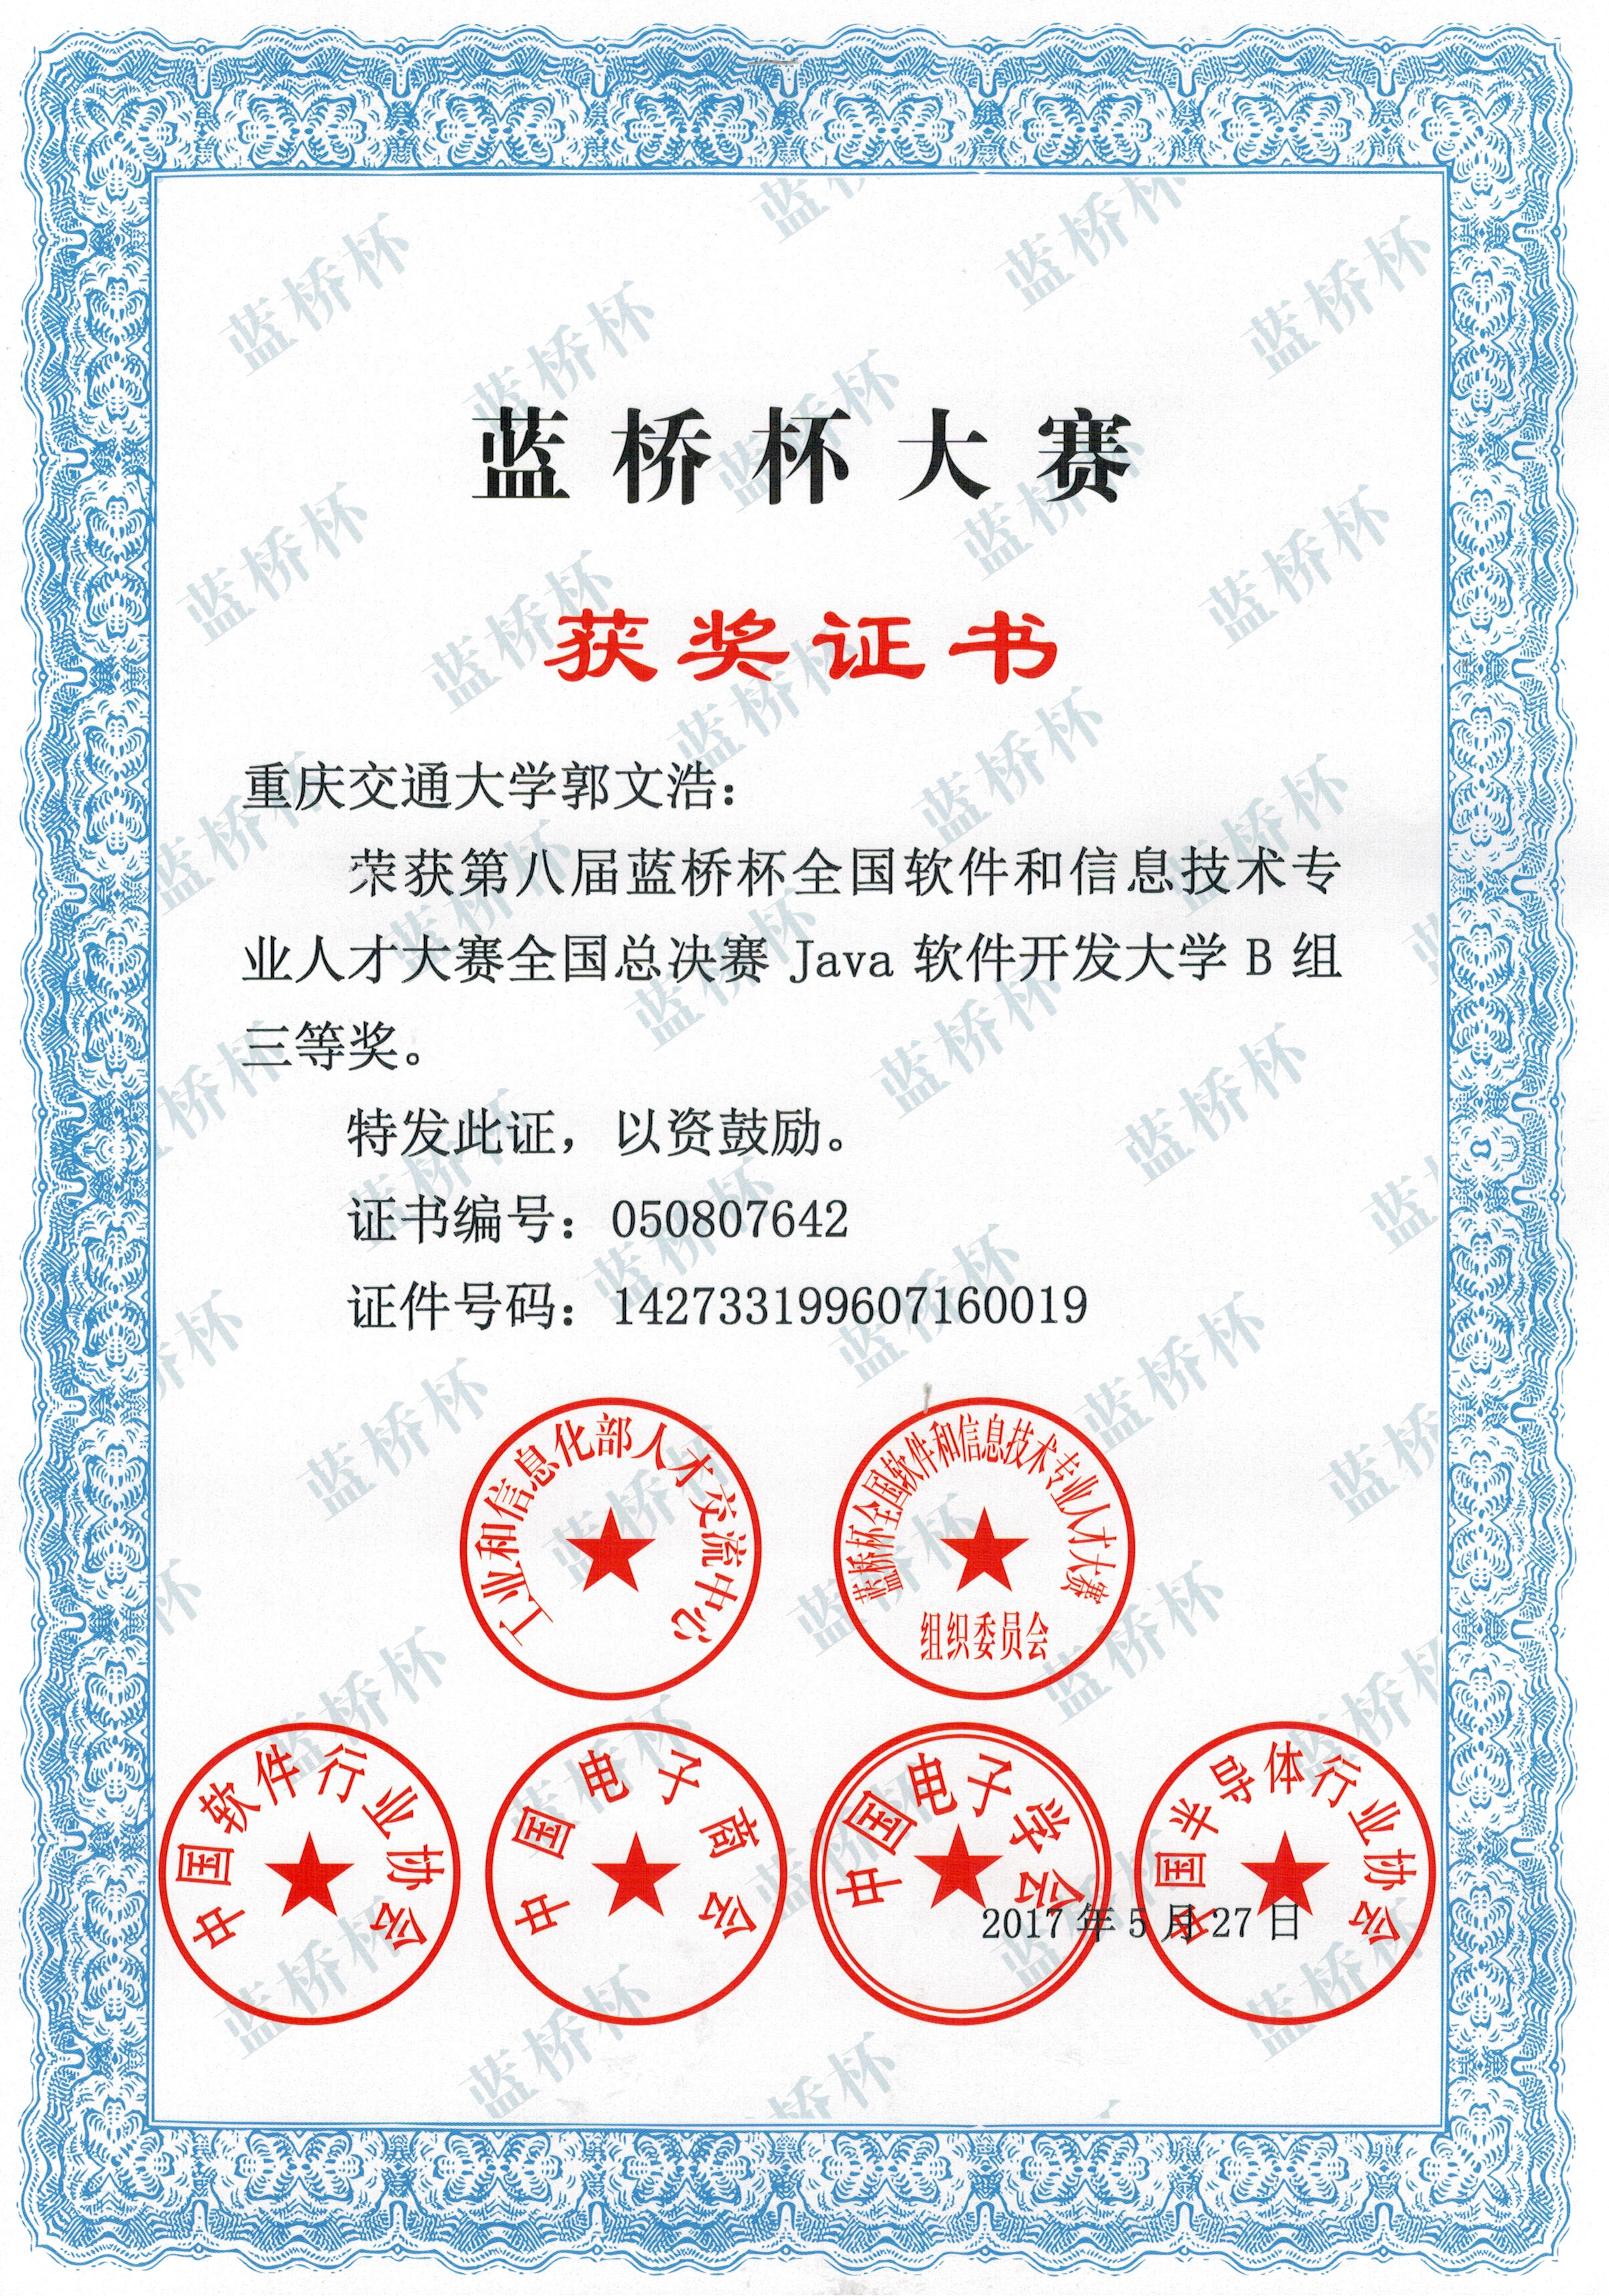 蓝桥杯大赛
获奖证书
重庆交通大学郭文浩：
荣获第八届蓝桥杯全国软件和信息技术专
业人才大赛全国总决赛 Java 软件开发大学 B 组
三等奖。
特发此证，以资鼓励。
证书编号：050807642
证件号码：142733199607160019
工业和信息化部人才交流中心
蓝桥杯全国软件和信息技术专业人才大赛
组织委员会
中国软件行业协会
中国电子商会
中国电子学会
中国半导体行业协会
2017 年 5 月 27 日
蓝桥杯